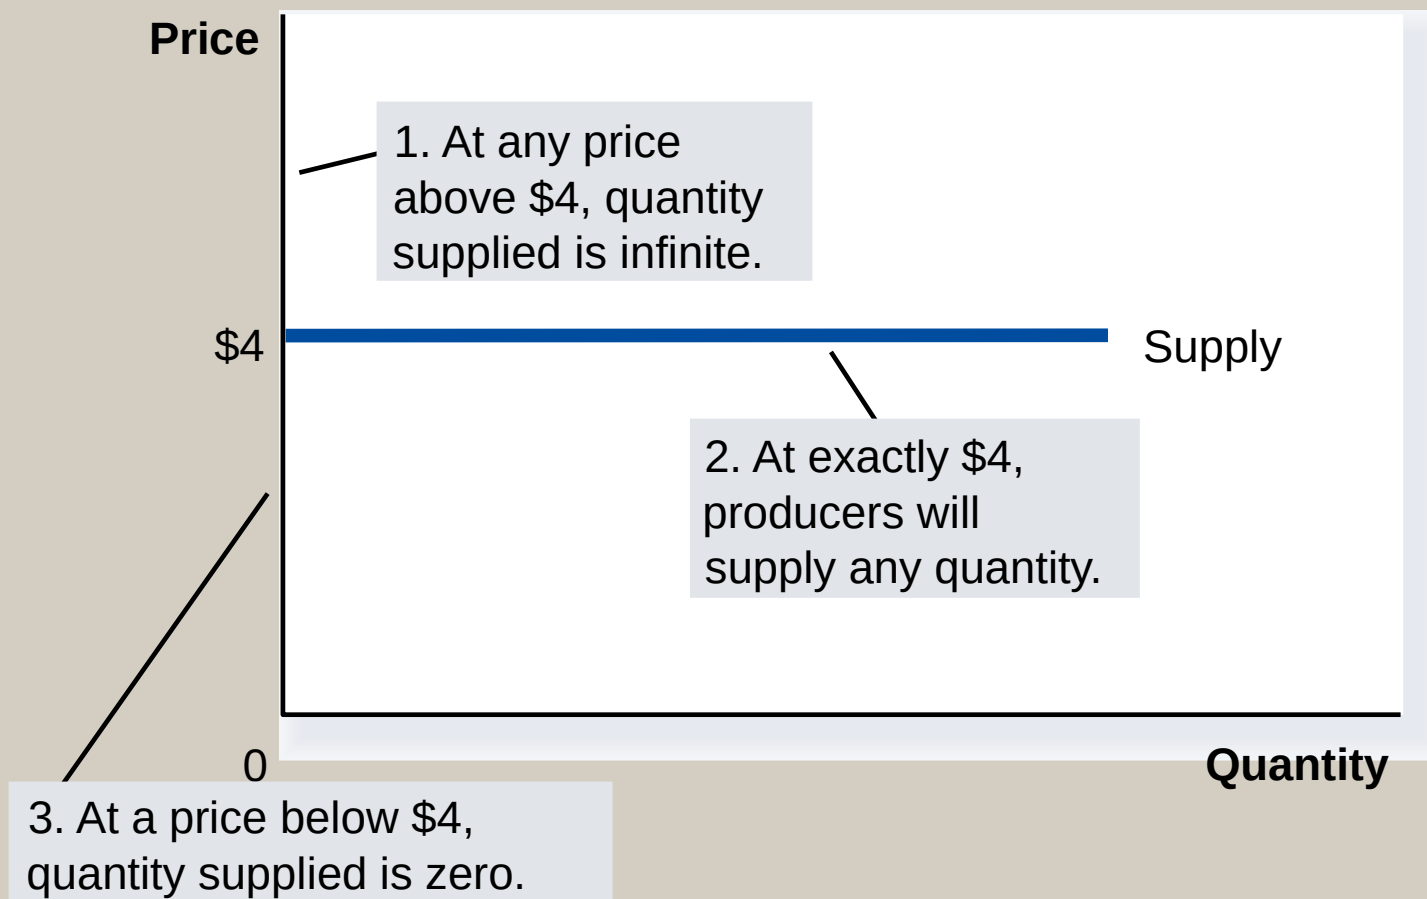 Price
1. At any price
above $4, quantity
supplied is infinite.
$4
Supply
2. At exactly $4,
producers will
supply any quantity.
0
Quantity
3. At a price below $4,
quantity supplied is zero.